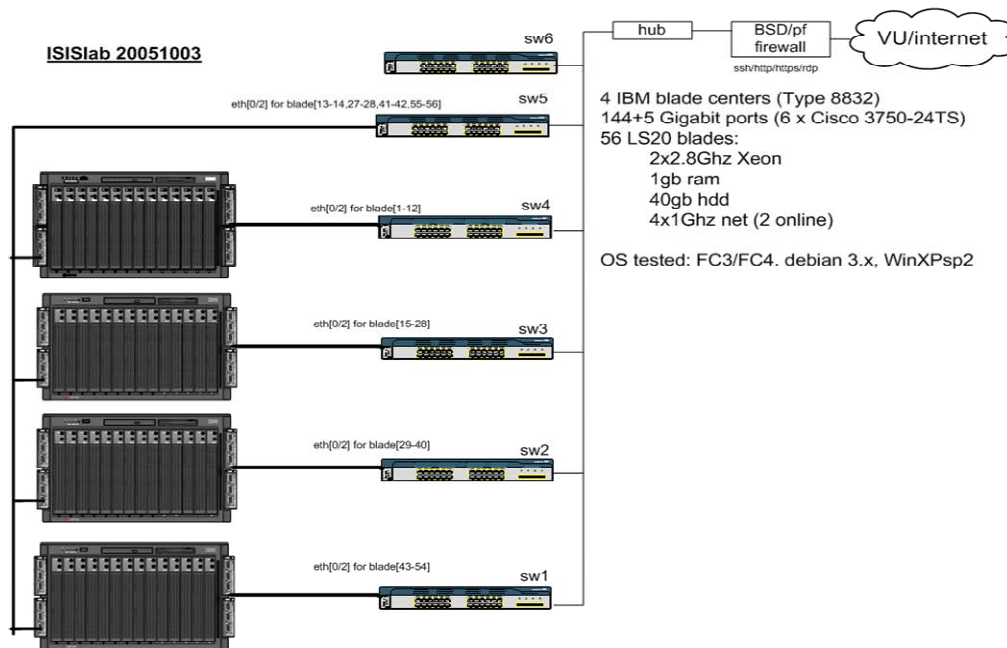 ISISlab 20051003
sw6
hub
BSD/pf
firewall
ssh/http/https/rdp
VU/internet
eth[0/2] for blade[13-14,27-28,41-42,55-56]
sw5
4 IBM blade centers (Type 8832)
144+5 Gigabit ports (6 x Cisco 3750-24TS)
56 LS20 blades:
2x2.8Ghz Xeon
1gb ram
40gb hdd
4x1Ghz net (2 online)
OS tested: FC3/FC4. debian 3.x, WinXPsp2
eth[0/2] for blade[1-12]
sw4
eth[0/2] for blade[15-28]
sw3
eth[0/2] for blade[29-40]
sw2
eth[0/2] for blade[43-54]
sw1